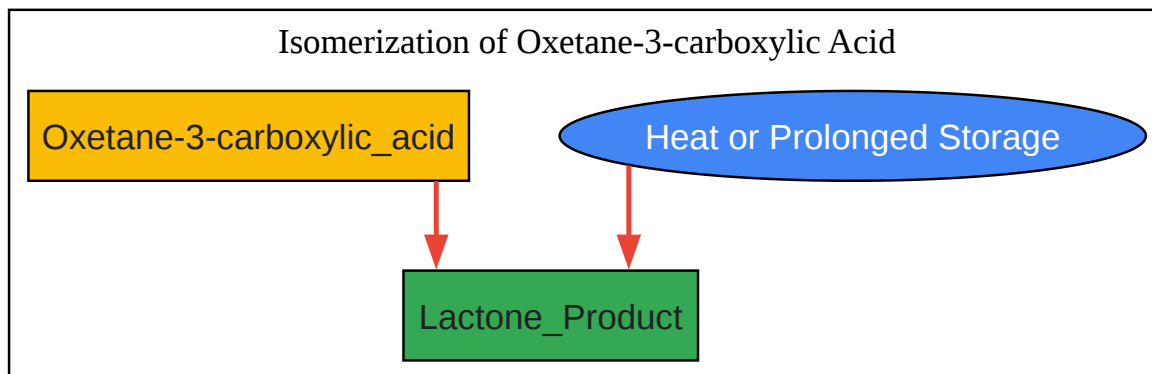 Isomerization of Oxetane-3-carboxylic Acid
Oxetane-3-carboxylic_acid
Heat or Prolonged Storage
Lactone_Product